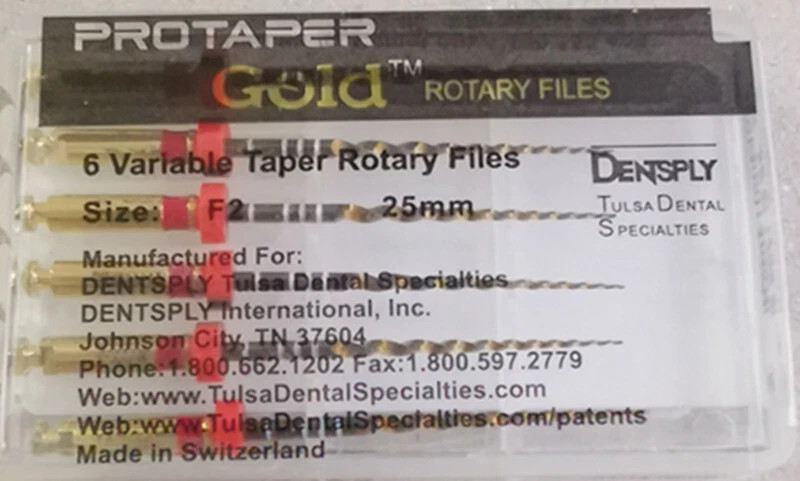 PROTAPER
Gold™ ROTARY FILES
6 Variable Taper Rotary Files
DENTSPLY
TULSA DENTAL
SPECIALTIES
Size: F2 25mm
Manufactured For:
DENTSPLY Tulsa Dental Specialties
DENTSPLY International, Inc.
Johnson City, TN 37604
Phone:1.800.662.1202 Fax:1.800.597.2779
Web:www.TulsaDentalSpecialties.com
Web:www.TulsaDentalSpecialties.com/patents
Made in Switzerland